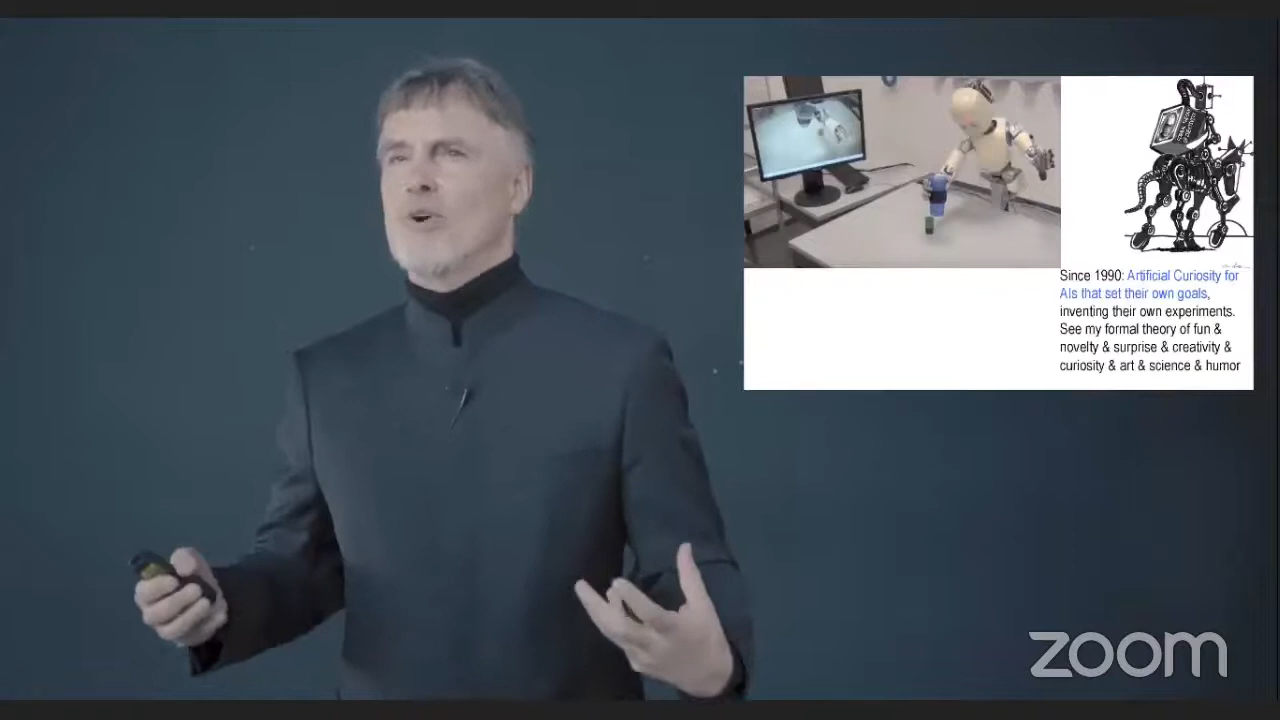 Since 1990: Artificial Curiosity for
AIs that set their own goals,
inventing their own experiments.
See my formal theory of fun &
novelty & surprise & creativity &
curiosity & art & science & humor
zoom